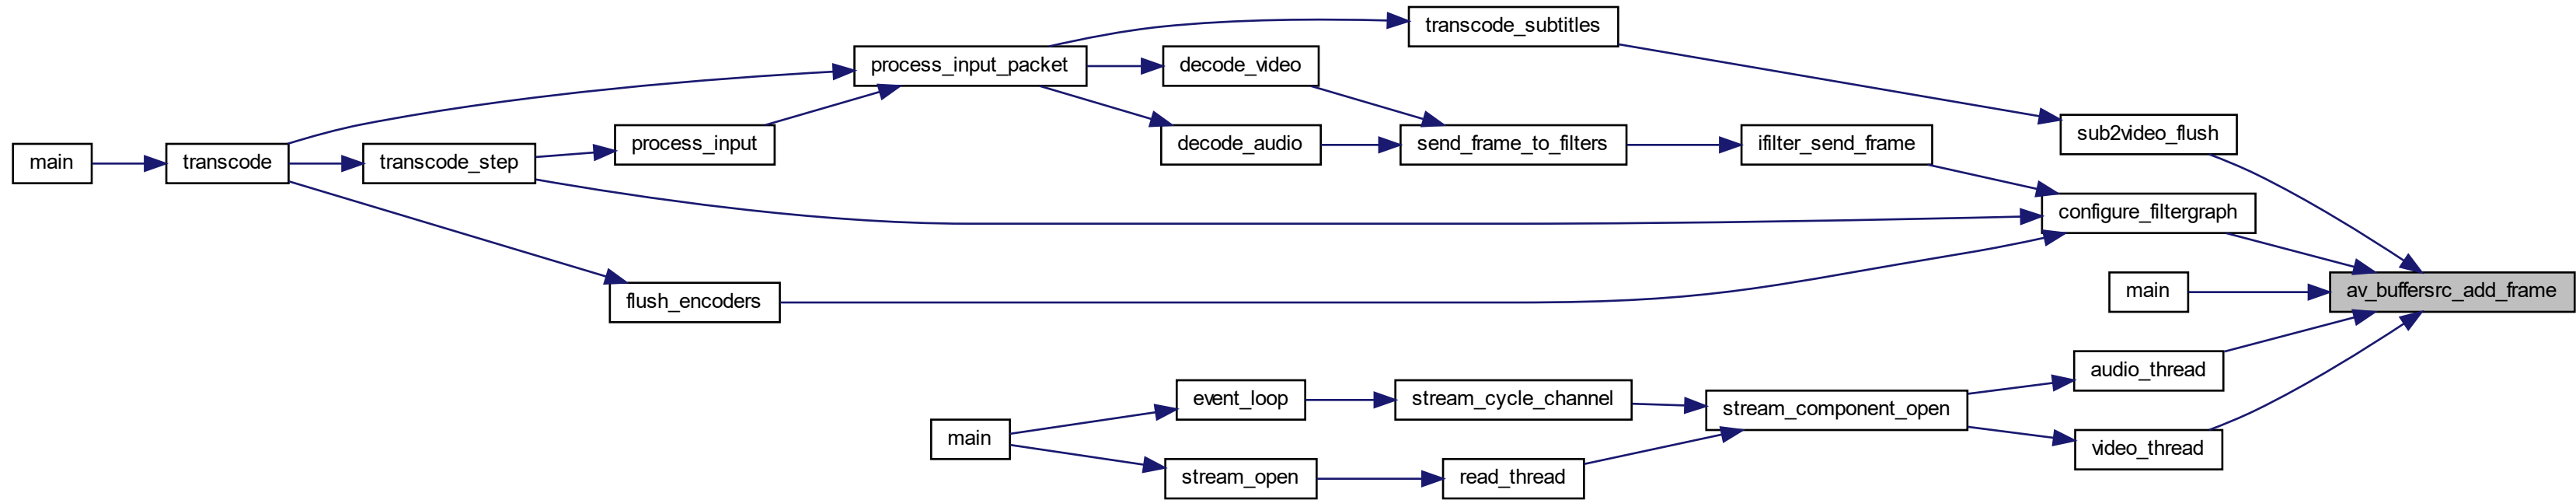 transcode_subtitles
process_input_packet
decode_video
sub2video_flush
main
transcode
transcode_step
process_input
decode_audio
send_frame_to_filters
ifilter_send_frame
configure_filtergraph
flush_encoders
main
av_buffersrc_add_frame
audio_thread
event_loop
stream_cycle_channel
stream_component_open
main
video_thread
stream_open
read_thread